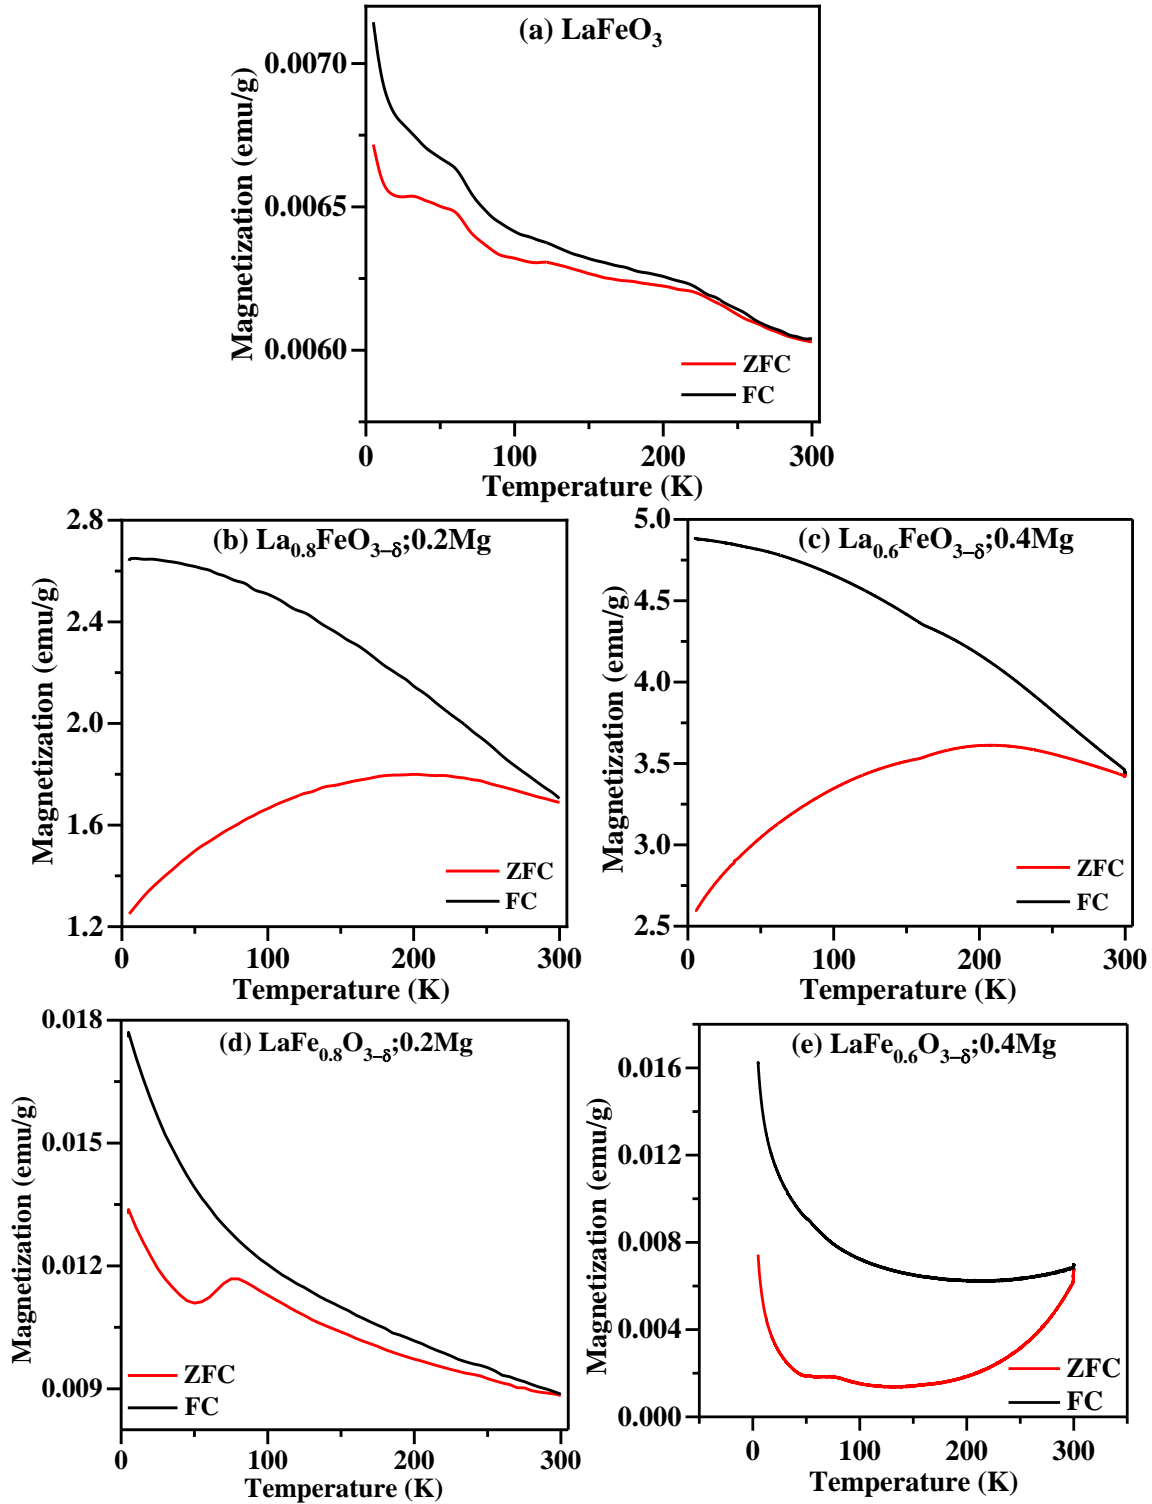 (a) LaFeO₃
Magnetization (emu/g)
0.0070
0.0065
0.0060
ZFC
FC
0 100 200 300
Temperature (K)
(b) La₀.₈FeO₃₋δ;0.2Mg
Magnetization (emu/g)
2.8
2.4
2.0
1.6
1.2
ZFC
FC
0 100 200 300
Temperature (K)
(c) La₀.₆FeO₃₋δ;0.4Mg
Magnetization (emu/g)
5.0
4.5
4.0
3.5
3.0
2.5
ZFC
FC
0 100 200 300
Temperature (K)
(d) LaFe₀.₈O₃₋δ;0.2Mg
Magnetization (emu/g)
0.018
0.015
0.012
0.009
ZFC
FC
0 100 200 300
Temperature (K)
(e) LaFe₀.₆O₃₋δ;0.4Mg
Magnetization (emu/g)
0.016
0.012
0.008
0.004
0.000
ZFC
FC
0 100 200 300
Temperature (K)